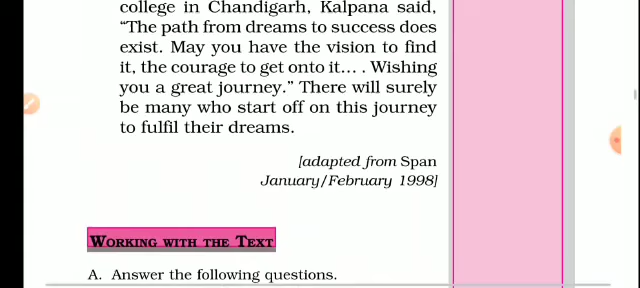 college in Chandigarh, Kalpana said,
“The path from dreams to success does
exist. May you have the vision to find
it, the courage to get onto it… . Wishing
you a great journey.” There will surely
be many who start off on this journey
to fulfil their dreams.
[adapted from Span
January/February 1998]
WORKING WITH THE TEXT
A. Answer the following questions.